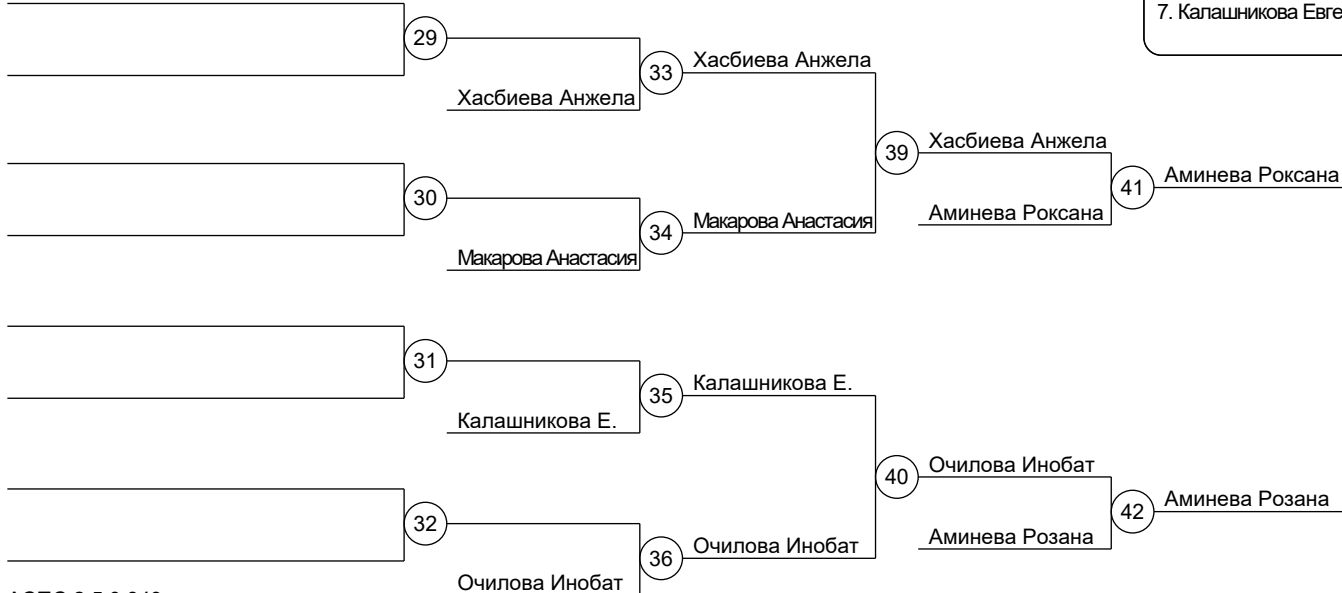 7. Калашникова Евге
29
33
Хасбиева Анжела
Хасбиева Анжела
39
Хасбиева Анжела
41
Аминева Роксана
30
34
Макарова Анастасия
Аминева Роксана
Макарова Анастасия
31
35
Калашникова Е.
Калашникова Е.
40
Очилова Инобат
42
Аминева Розана
32
36
Очилова Инобат
Аминева Розана
Очилова Инобат